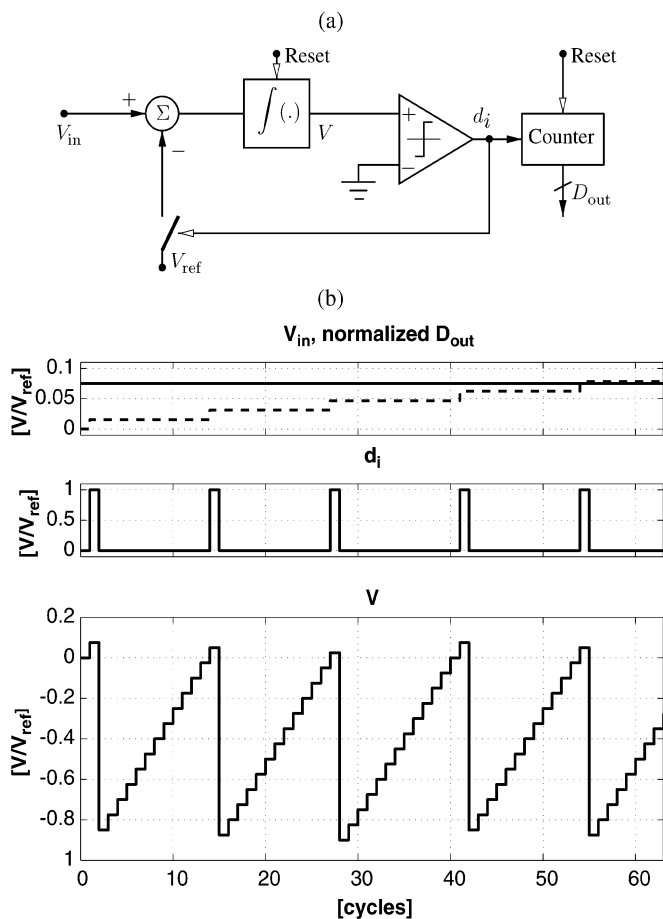 (a)
Reset
Reset
+
Σ
∫(.)
V
+
d_i
Counter
V_in
−
−
D_out
V_ref
(b)
V_in, normalized D_out
[V/V_ref]
0.1
0.05
0
d_i
[V/V_ref]
1
0.5
0
V
[V/V_ref]
0.2
0
-0.2
-0.4
-0.6
-0.8
1
0 10 20 30 40 50 60
[cycles]